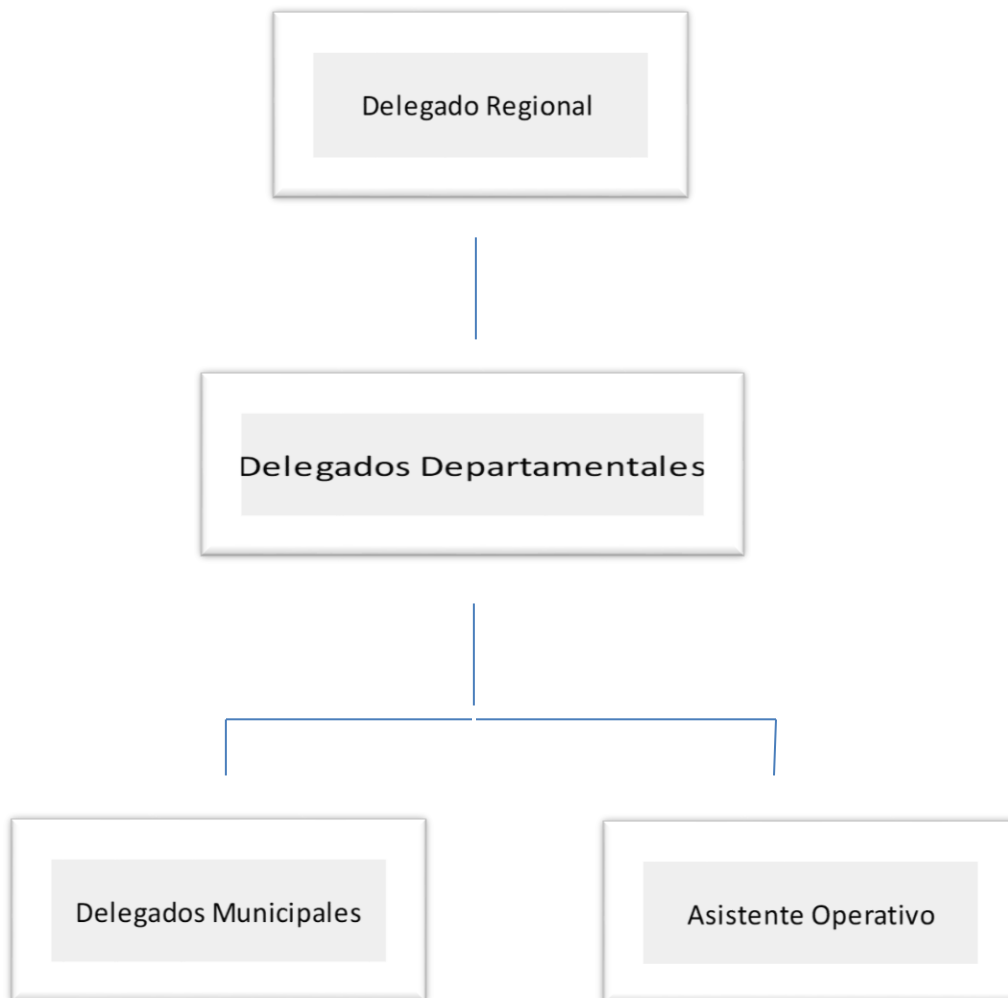 Delegado Regional
Delegados Departamentales
Delegados Municipales
Asistente Operativo